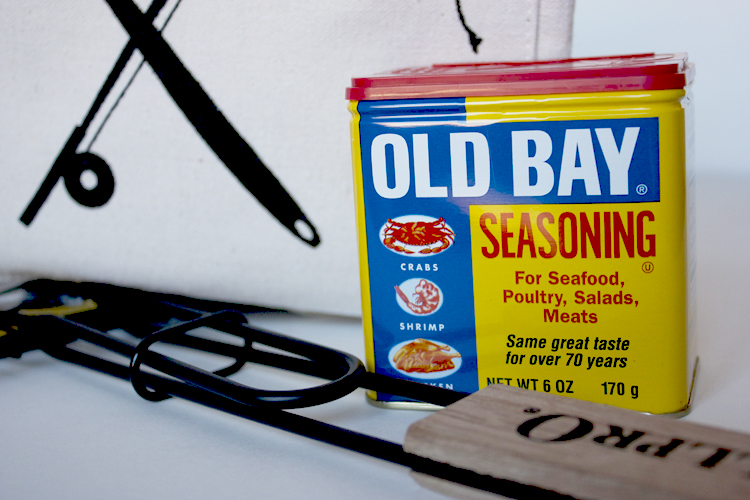 OLD BAY®
SEASONING
U
CRABS
SHRIMP
For Seafood,
Poultry, Salads,
Meats
Same great taste
for over 70 years
NET WT 6 OZ 170 g